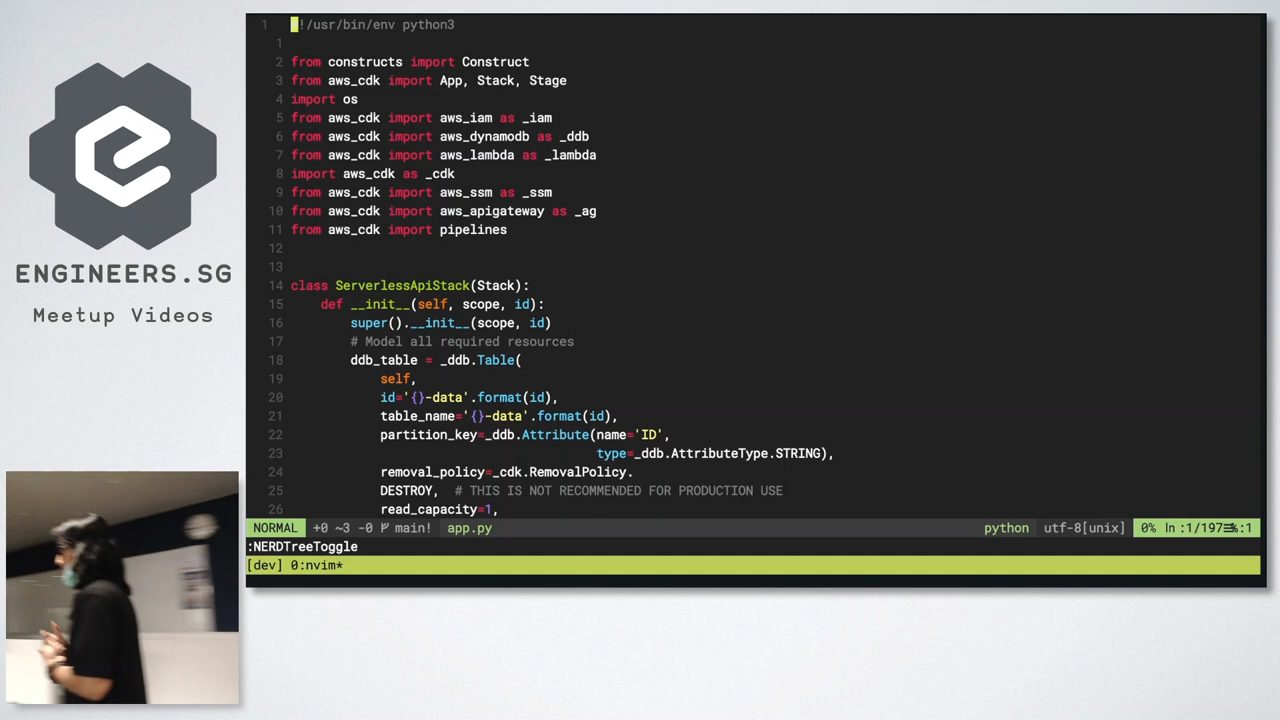 ENGINEERS.SG
Meetup Videos
1 #!/usr/bin/env python3
1
2 from constructs import Construct
3 from aws_cdk import App, Stack, Stage
4 import os
5 from aws_cdk import aws_iam as _iam
6 from aws_cdk import aws_dynamodb as _ddb
7 from aws_cdk import aws_lambda as _lambda
8 import aws_cdk as _cdk
9 from aws_cdk import aws_ssm as _ssm
10 from aws_cdk import aws_apigateway as _ag
11 from aws_cdk import pipelines
12
13
14 class ServerlessApiStack(Stack):
15     def __init__(self, scope, id):
16         super().__init__(scope, id)
17         # Model all required resources
18         ddb_table = _ddb.Table(
19             self,
20             id='{}-data'.format(id),
21             table_name='{}-data'.format(id),
22             partition_key=_ddb.Attribute(name='ID',
23                                          type=_ddb.AttributeType.STRING),
24             removal_policy=_cdk.RemovalPolicy.
25             DESTROY,  # THIS IS NOT RECOMMENDED FOR PRODUCTION USE
26             read_capacity=1,
NORMAL +0 ~3 -0 main! app.py python utf-8[unix] 0% ln :1/197 :1
:NERDTreeToggle
[dev] 0:nvim*